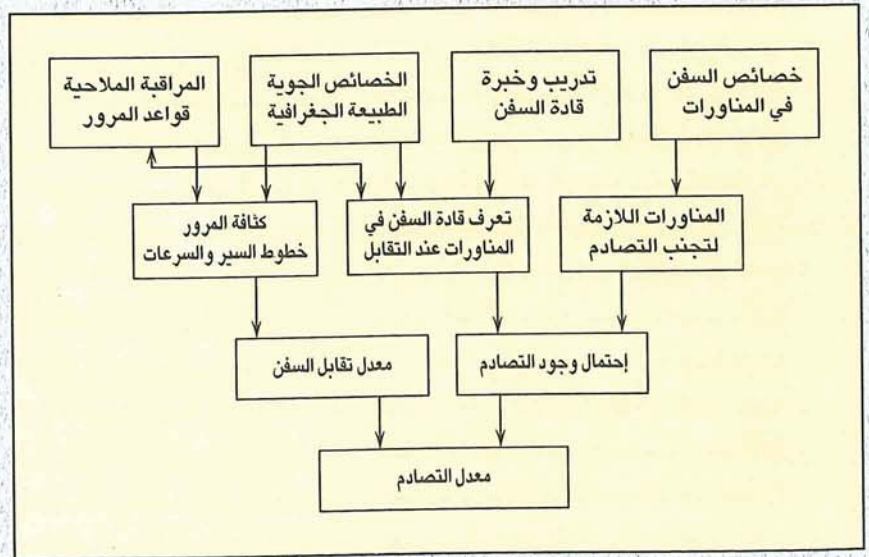 خصائص السفن
في المناورات
تدريب وخبرة
قادة السفن
الخصائص الجوية
الطبيعة الجغرافية
المراقبة الملاحية
قواعد المرور
المناورات اللازمة
لتجنب التصادم
تعرف قادة السفن في
المناورات عند التقابل
كثافة المرور
خطوط السير والسرعات
إحتمال وجود التصادم
معدل تقابل السفن
معدل التصادم